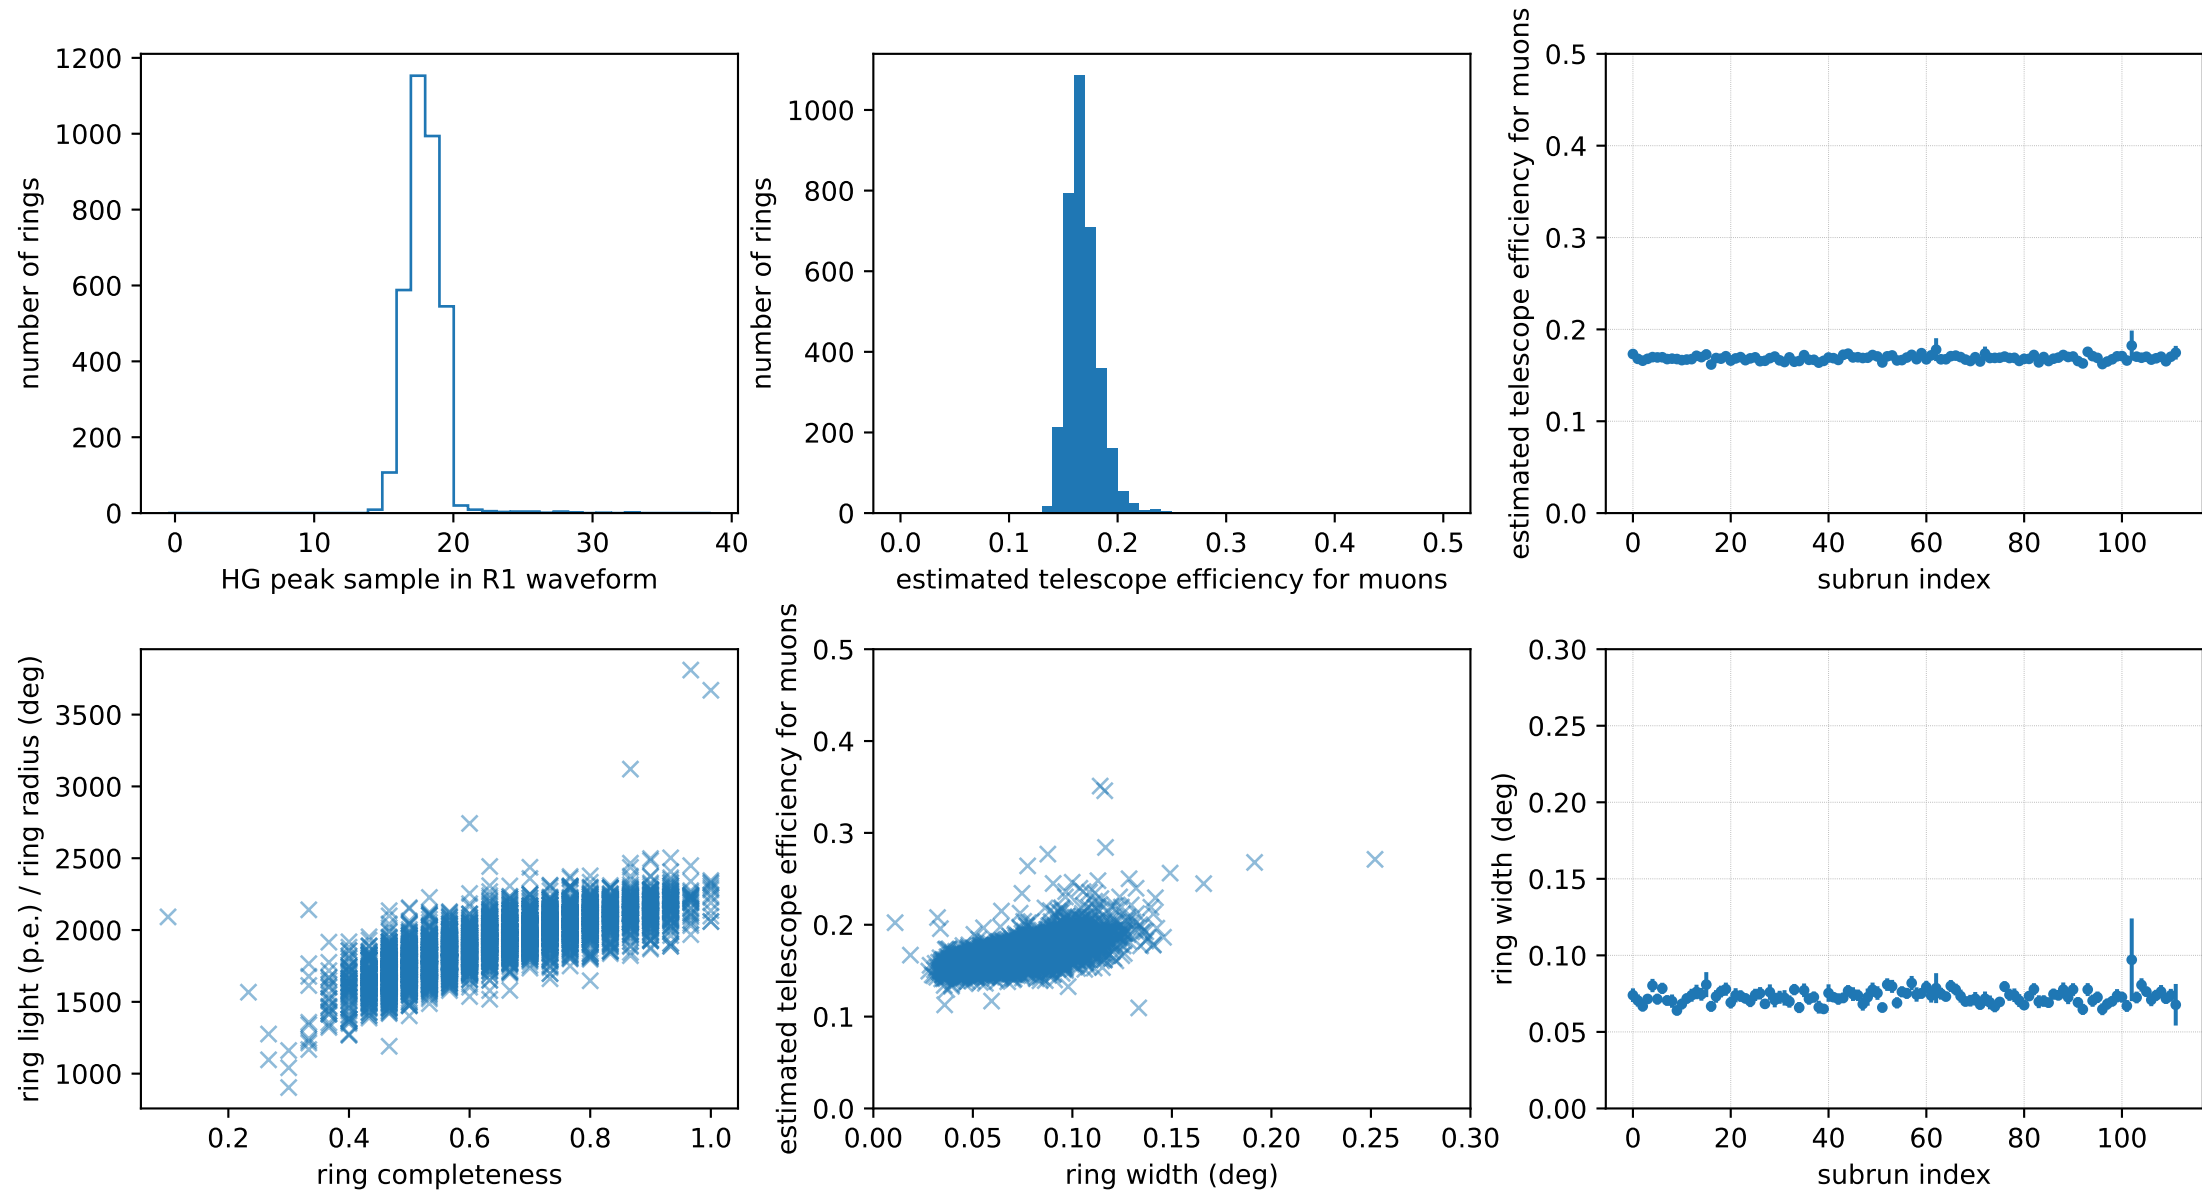 1200
1000
800
600
400
200
0
number of rings
0 10 20 30 40
HG peak sample in R1 waveform
1000
800
600
400
200
0
number of rings
0.0 0.1 0.2 0.3 0.4 0.5
estimated telescope efficiency for muons
0.5
0.4
0.3
0.2
0.1
0.0
estimated telescope efficiency for muons
0 20 40 60 80 100
subrun index
3500
3000
2500
2000
1500
1000
ring light (p.e.) / ring radius (deg)
0.2 0.4 0.6 0.8 1.0
ring completeness
0.5
0.4
0.3
0.2
0.1
0.0
estimated telescope efficiency for muons
0.00 0.05 0.10 0.15 0.20 0.25 0.30
ring width (deg)
0.30
0.25
0.20
0.15
0.10
0.05
0.00
ring width (deg)
0 20 40 60 80 100
subrun index